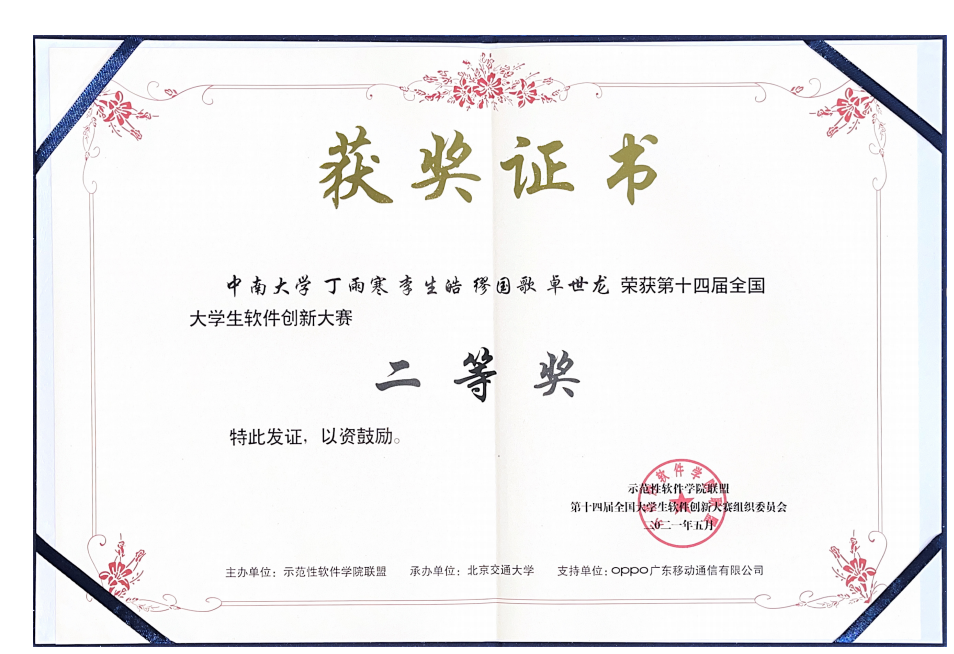 获奖证书
中南大学丁雨寒李生皓缪国歌卓世龙荣获第十四届全国
大学生软件创新大赛
二等奖
特此发证，以资鼓励。
示范性软件学院联盟
第十四届全国大学生软件创新大赛组织委员会
二〇二一年五月
主办单位：示范性软件学院联盟 承办单位：北京交通大学 支持单位：OPPO广东移动通信有限公司